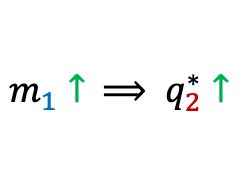 m₁ ↑ ⟹ q₂* ↑